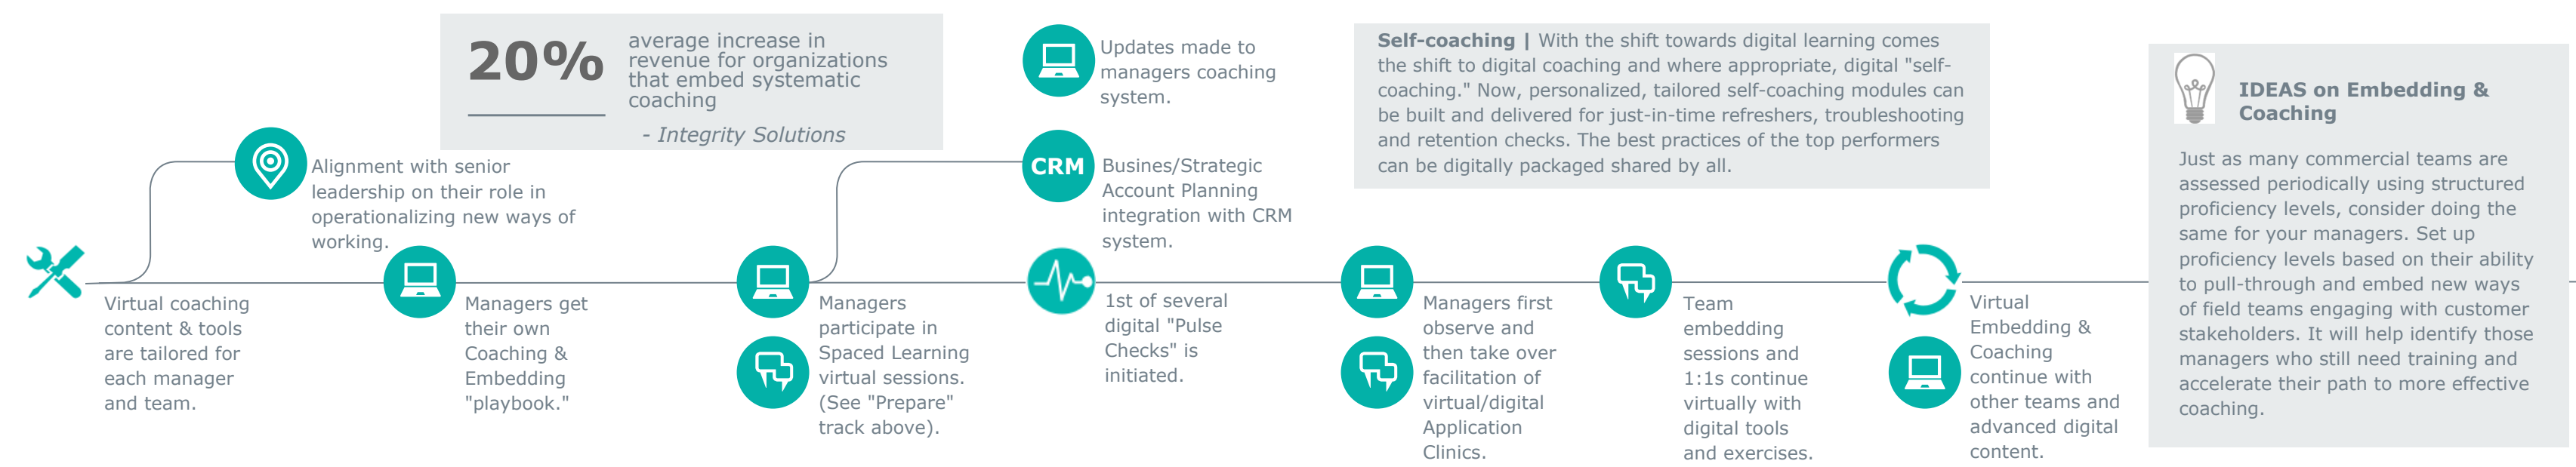 20%
average increase in
revenue for organizations
that embed systematic
coaching
- Integrity Solutions
Updates made to
managers coaching
system.
Self-coaching | With the shift towards digital learning comes
the shift to digital coaching and where appropriate, digital "self-
coaching." Now, personalized, tailored self-coaching modules can
be built and delivered for just-in-time refreshers, troubleshooting
and retention checks. The best practices of the top performers
can be digitally packaged shared by all.
IDEAS on Embedding &
Coaching
Just as many commercial teams are
assessed periodically using structured
proficiency levels, consider doing the
same for your managers. Set up
proficiency levels based on their ability
to pull-through and embed new ways
of field teams engaging with customer
stakeholders. It will help identify those
managers who still need training and
accelerate their path to more effective
coaching.
Alignment with senior
leadership on their role in
operationalizing new ways of
working.
CRM
Busines/Strategic
Account Planning
integration with CRM
system.
Virtual coaching
content & tools
are tailored for
each manager
and team.
Managers get
their own
Coaching &
Embedding
"playbook."
Managers
participate in
Spaced Learning
virtual sessions.
(See "Prepare"
track above).
1st of several
digital "Pulse
Checks" is
initiated.
Managers first
observe and
then take over
facilitation of
virtual/digital
Application
Clinics.
Team
embedding
sessions and
1:1s continue
virtually with
digital tools
and exercises.
Virtual
Embedding &
Coaching
continue with
other teams and
advanced digital
content.